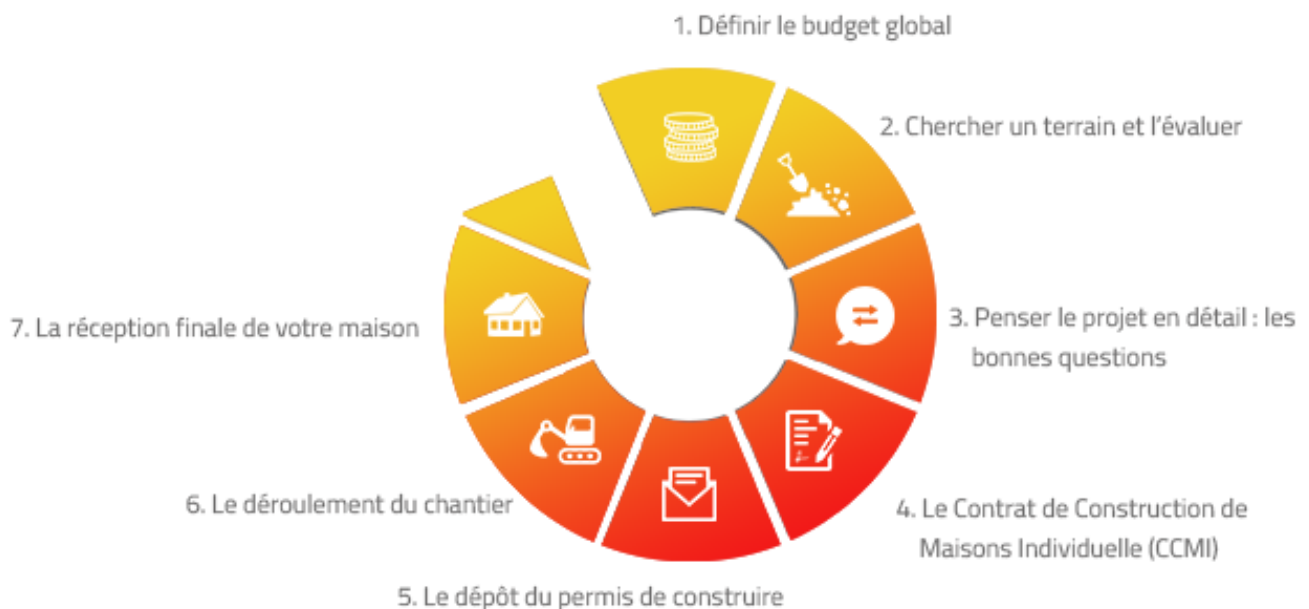 1. Définir le budget global
2. Chercher un terrain et l'évaluer
3. Penser le projet en détail : les
bonnes questions
4. Le Contrat de Construction de
Maisons Individuelle (CCMI)
5. Le dépôt du permis de construire
6. Le déroulement du chantier
7. La réception finale de votre maison